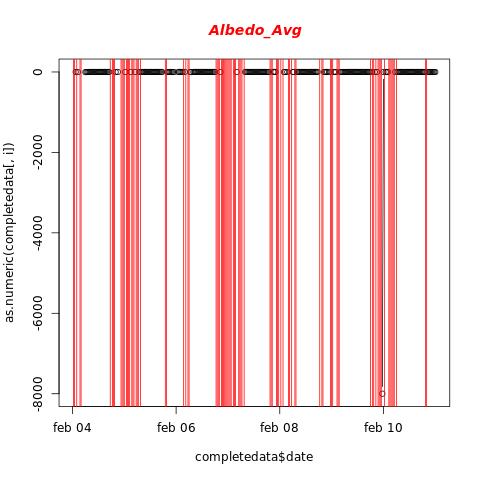 Albedo_Avg
as.numeric(completedata[, i])
0
-2000
-4000
-6000
-8000
feb 04 feb 06 feb 08 feb 10
completedata$date